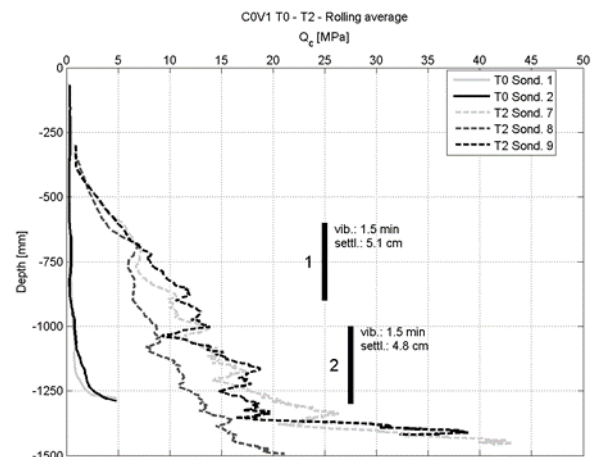 C0V1 T0 - T2 - Rolling average
Qc [MPa]
0 5 10 15 20 25 30 35 40 45 50
0
-250
-500
-750
-1000
-1250
-1500
Depth [mm]
T0 Sond. 1
T0 Sond. 2
T2 Sond. 7
T2 Sond. 8
T2 Sond. 9
vib.: 1.5 min
settl.: 5.1 cm
1
vib.: 1.5 min
settl.: 4.8 cm
2